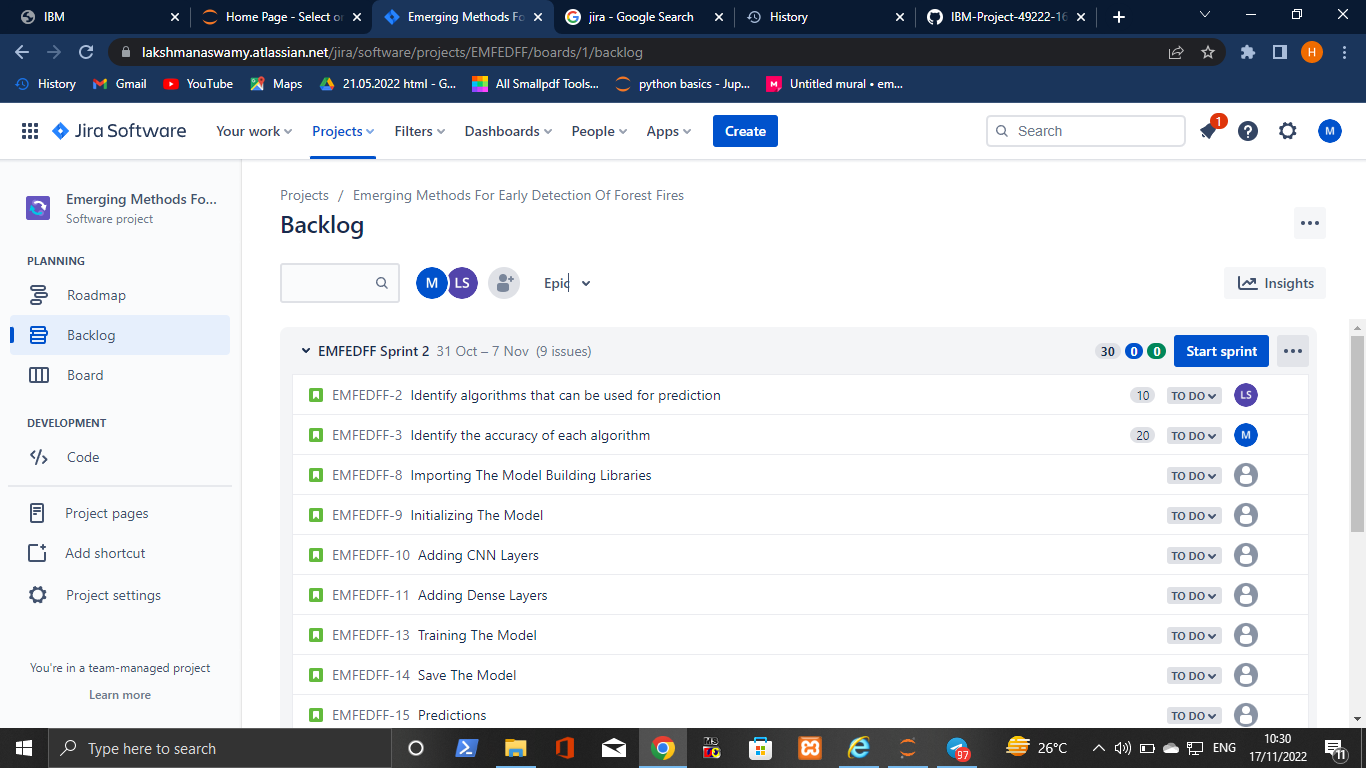 IBM
Home Page - Select or
Emerging Methods Fo
jira - Google Search
History
IBM-Project-49222-16
lakshmanaswamy.atlassian.net/jira/software/projects/EMFEDFF/boards/1/backlog
H
History
Gmail
YouTube
Maps
21.05.2022 html - G...
All Smallpdf Tools...
python basics - Jup...
Untitled mural • em...
Jira Software
Your work
Projects
Filters
Dashboards
People
Apps
Create
Search
1
M
Emerging Methods Fo...
Software project
Projects / Emerging Methods For Early Detection Of Forest Fires
Backlog
PLANNING
Roadmap
Backlog
Board
DEVELOPMENT
Code
Project pages
Add shortcut
Project settings
You're in a team-managed project
Learn more
M
LS
Epic
Insights
EMFEDFF Sprint 2 31 Oct – 7 Nov (9 issues)
30 0 0 Start sprint
EMFEDFF-2 Identify algorithms that can be used for prediction 10 TO DO LS
EMFEDFF-3 Identify the accuracy of each algorithm 20 TO DO M
EMFEDFF-8 Importing The Model Building Libraries TO DO
EMFEDFF-9 Initializing The Model TO DO
EMFEDFF-10 Adding CNN Layers TO DO
EMFEDFF-11 Adding Dense Layers TO DO
EMFEDFF-13 Training The Model TO DO
EMFEDFF-14 Save The Model TO DO
EMFEDFF-15 Predictions TO DO
Type here to search
97
26°C
ENG
10:30
17/11/2022
11